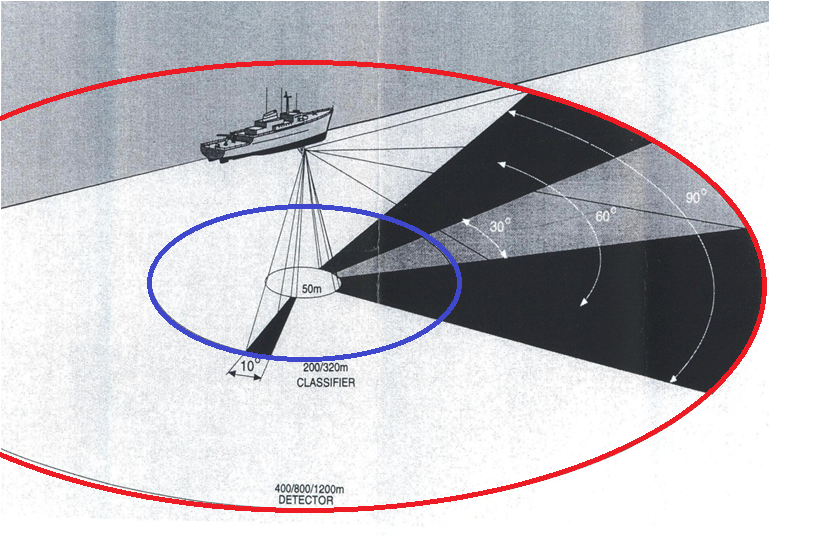 90°
60°
30°
50m
10°
200/320m
CLASSIFIER
400/800/1200m
DETECTOR